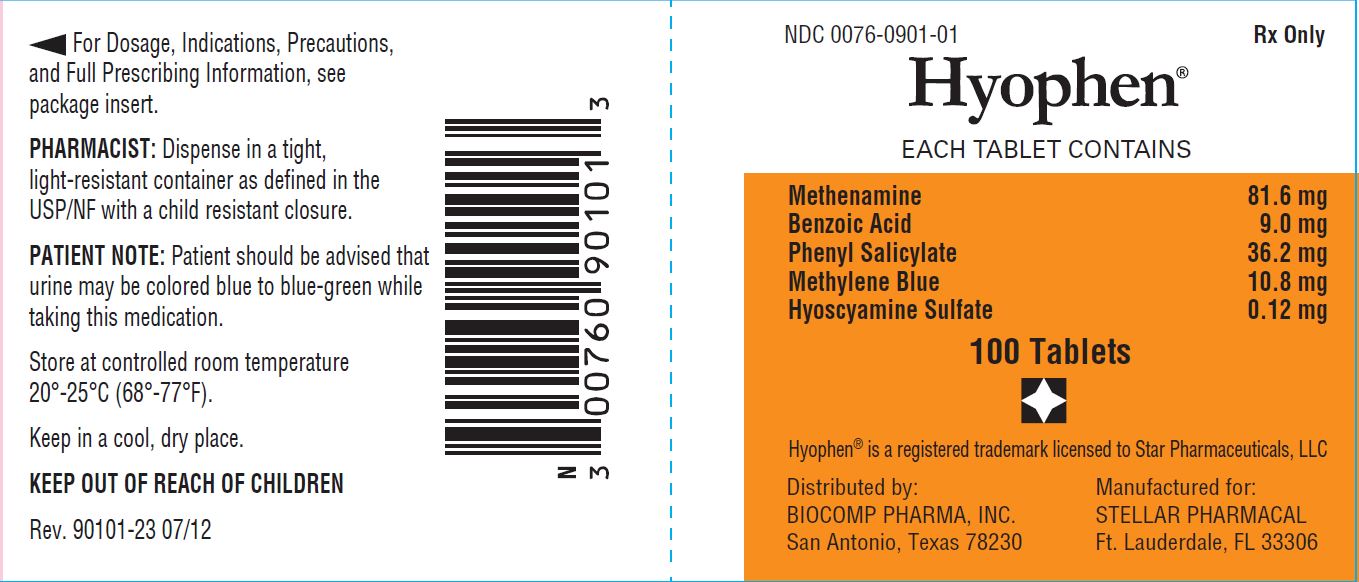 For Dosage, Indications, Precautions,
and Full Prescribing Information, see
package insert.
PHARMACIST: Dispense in a tight,
light-resistant container as defined in the
USP/NF with a child resistant closure.
PATIENT NOTE: Patient should be advised that
urine may be colored blue to blue-green while
taking this medication.
Store at controlled room temperature
20°-25°C (68°-77°F).
Keep in a cool, dry place.
KEEP OUT OF REACH OF CHILDREN
Rev. 90101-23 07/12
N
3 0076090101 3
NDC 0076-0901-01
Rx Only
Hyophen®
EACH TABLET CONTAINS
Methenamine 81.6 mg
Benzoic Acid 9.0 mg
Phenyl Salicylate 36.2 mg
Methylene Blue 10.8 mg
Hyoscyamine Sulfate 0.12 mg
100 Tablets
Hyophen® is a registered trademark licensed to Star Pharmaceuticals, LLC
Distributed by:
BIOCOMP PHARMA, INC.
San Antonio, Texas 78230
Manufactured for:
STELLAR PHARMACAL
Ft. Lauderdale, FL 33306